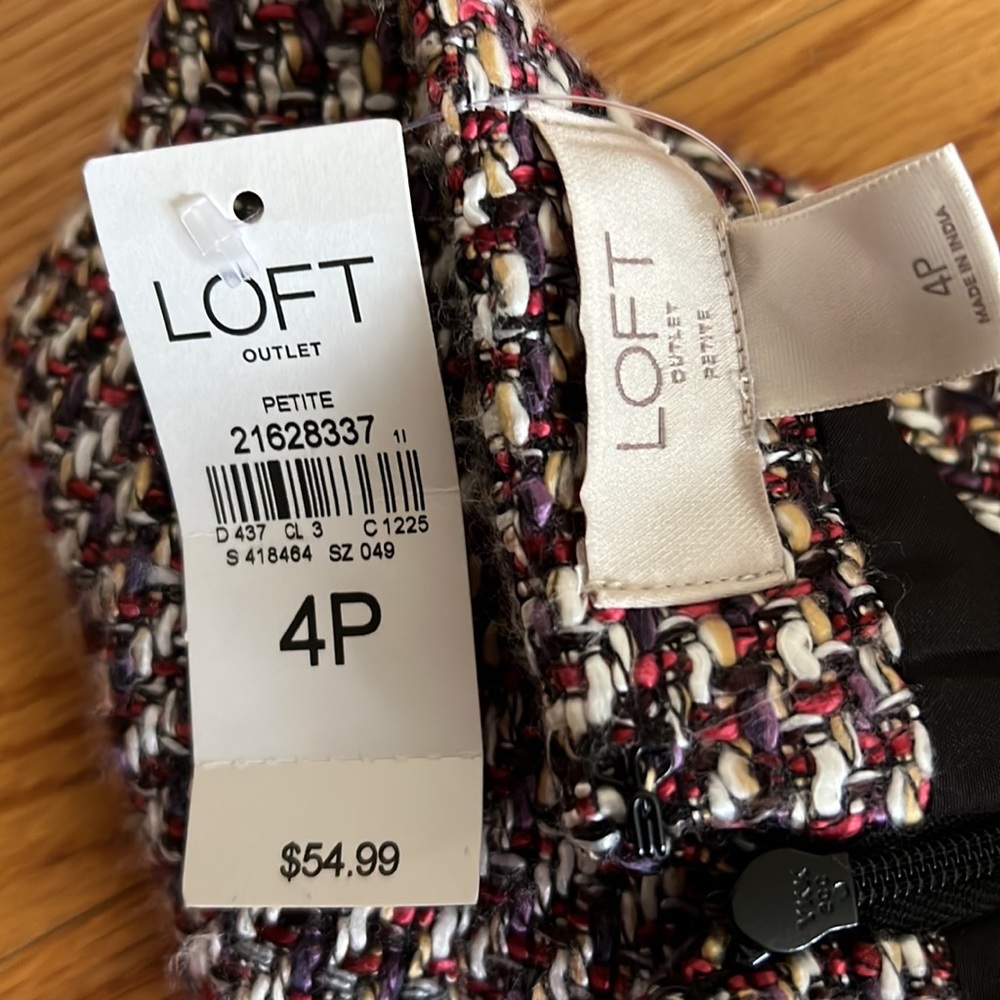 LOFT
OUTLET
PETITE
21628337 11
D 437 CL 3 C 1225
S 418464 SZ 049
4P
$54.99
LOFT
OUTLET
PETITE
4P
MADE IN INDIA
YKK